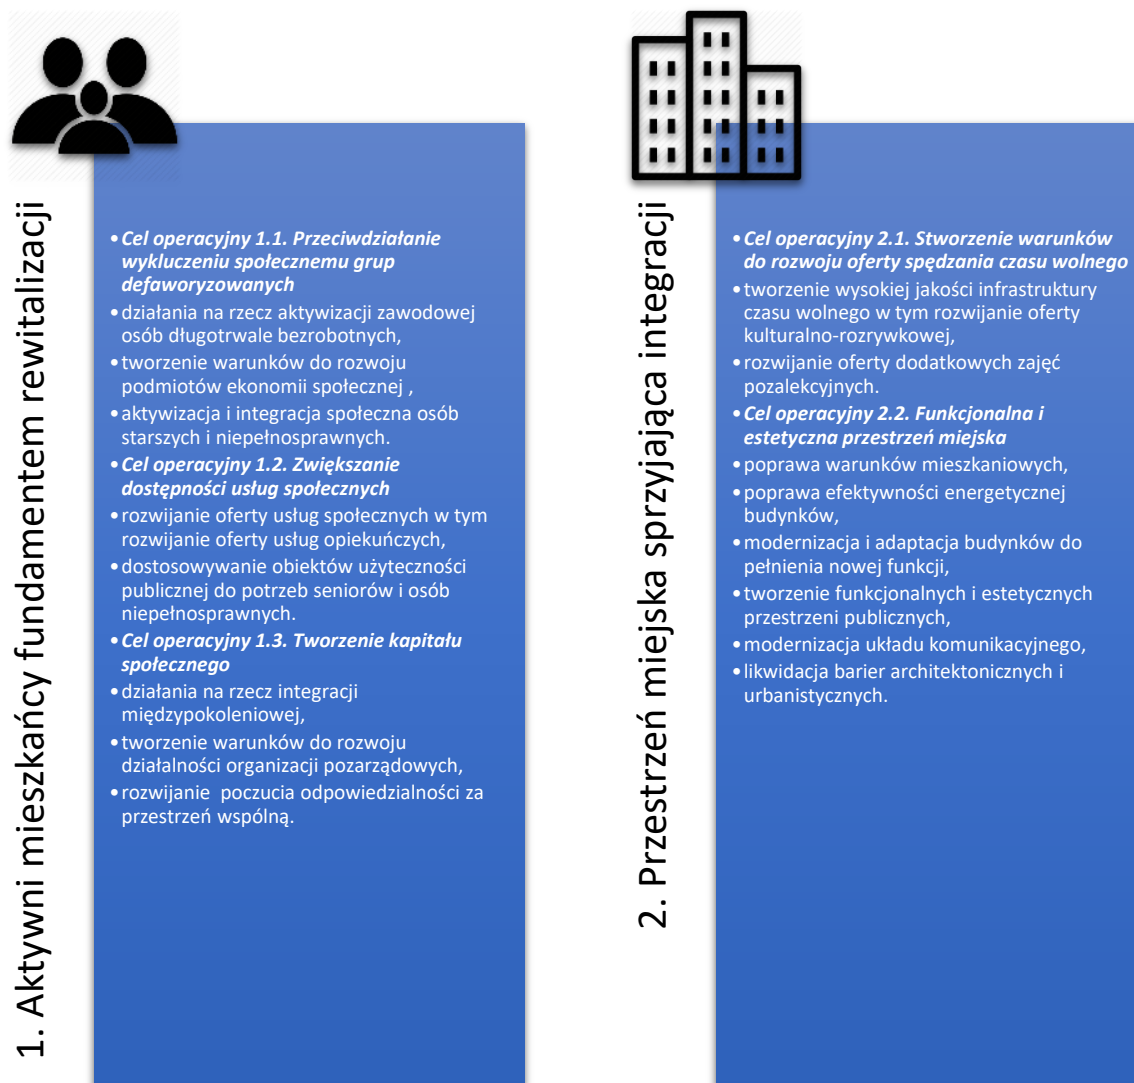 1. Aktywni mieszkańcy fundamentem rewitalizacji
•Cel operacyjny 1.1. Przeciwdziałanie
wykluczeniu społecznemu grup
defaworyzowanych
•działania na rzecz aktywizacji zawodowej
osób długotrwale bezrobotnych,
•tworzenie warunków do rozwoju
podmiotów ekonomii społecznej ,
•aktywizacja i integracja społeczna osób
starszych i niepełnosprawnych.
•Cel operacyjny 1.2. Zwiększanie
dostępności usług społecznych
•rozwijanie oferty usług społecznych w tym
rozwijanie oferty usług opiekuńczych,
•dostosowywanie obiektów użyteczności
publicznej do potrzeb seniorów i osób
niepełnosprawnych.
•Cel operacyjny 1.3. Tworzenie kapitału
społecznego
•działania na rzecz integracji
międzypokoleniowej,
•tworzenie warunków do rozwoju
działalności organizacji pozarządowych,
•rozwijanie  poczucia odpowiedzialności za
przestrzeń wspólną.
2. Przestrzeń miejska sprzyjająca integracji
•Cel operacyjny 2.1. Stworzenie warunków
do rozwoju oferty spędzania czasu wolnego
•tworzenie wysokiej jakości infrastruktury
czasu wolnego w tym rozwijanie oferty
kulturalno-rozrywkowej,
•rozwijanie oferty dodatkowych zajęć
pozalekcyjnych.
•Cel operacyjny 2.2. Funkcjonalna i
estetyczna przestrzeń miejska
•poprawa warunków mieszkaniowych,
•poprawa efektywności energetycznej
budynków,
•modernizacja i adaptacja budynków do
pełnienia nowej funkcji,
•tworzenie funkcjonalnych i estetycznych
przestrzeni publicznych,
•modernizacja układu komunikacyjnego,
•likwidacja barier architektonicznych i
urbanistycznych.